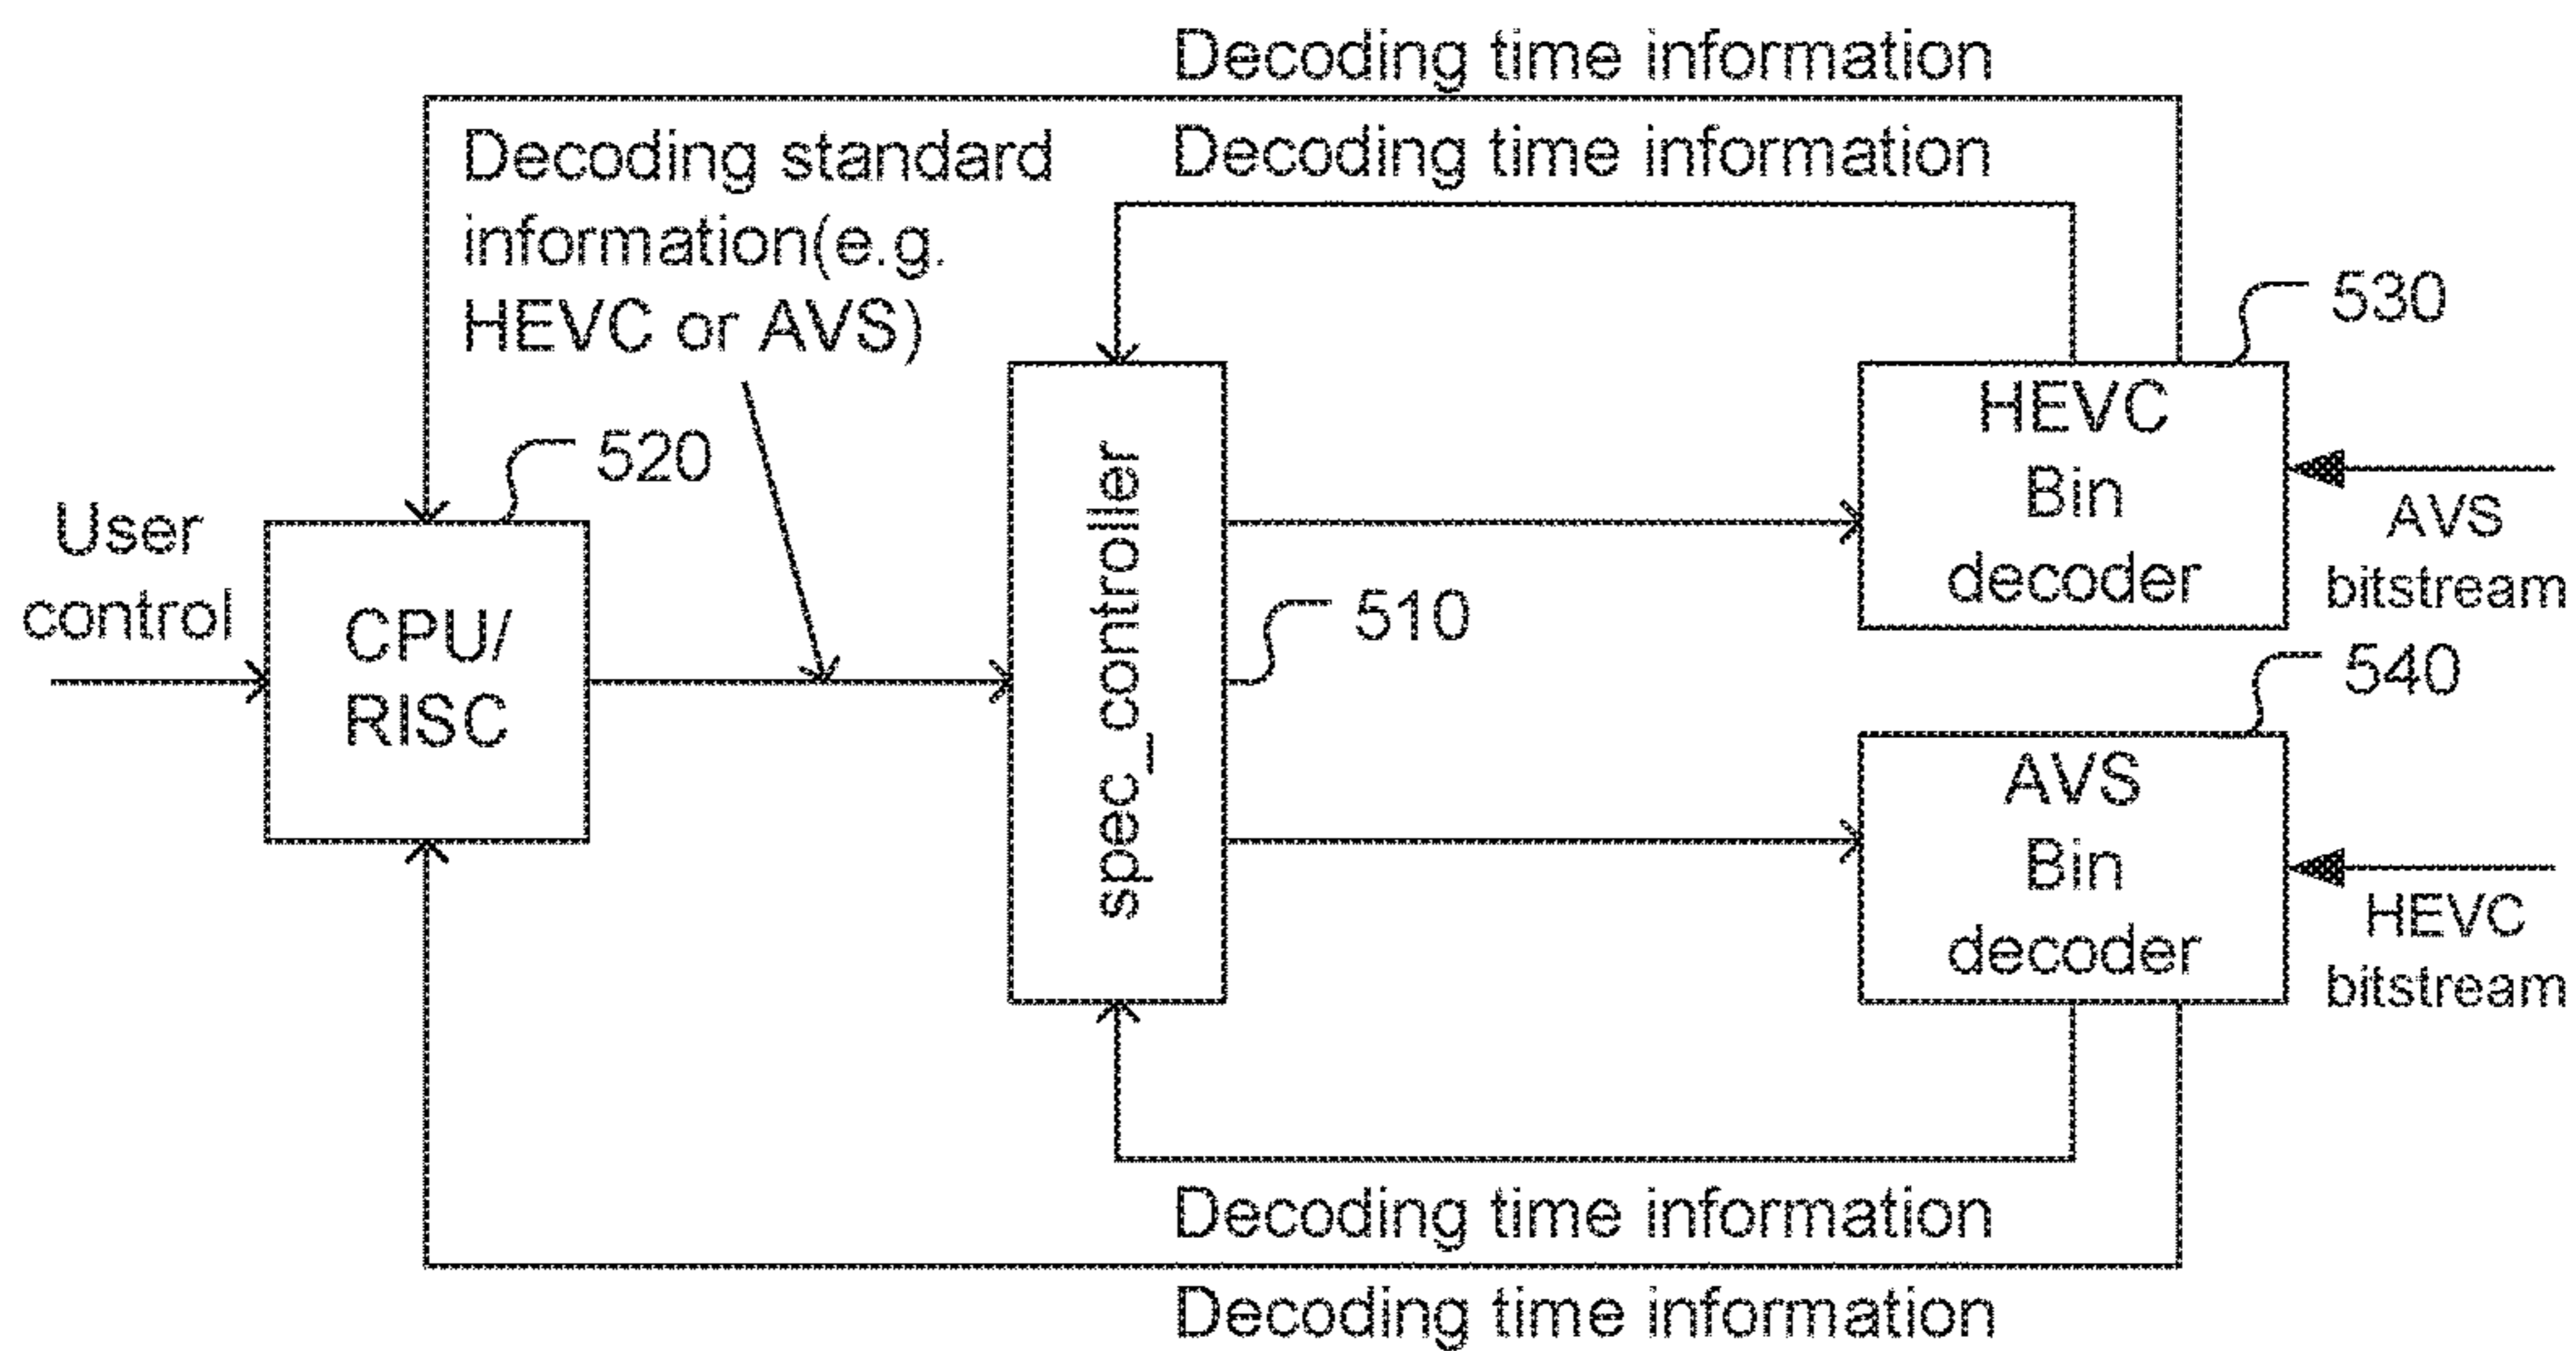 Decoding time information
Decoding time information
Decoding standard
information(e.g.
HEVC or AVS)
530
520
User
control
CPU/
RISC
spec_controller
510
HEVC
Bin
decoder
AVS
bitstream
540
AVS
Bin
decoder
HEVC
bitstream
Decoding time information
Decoding time information